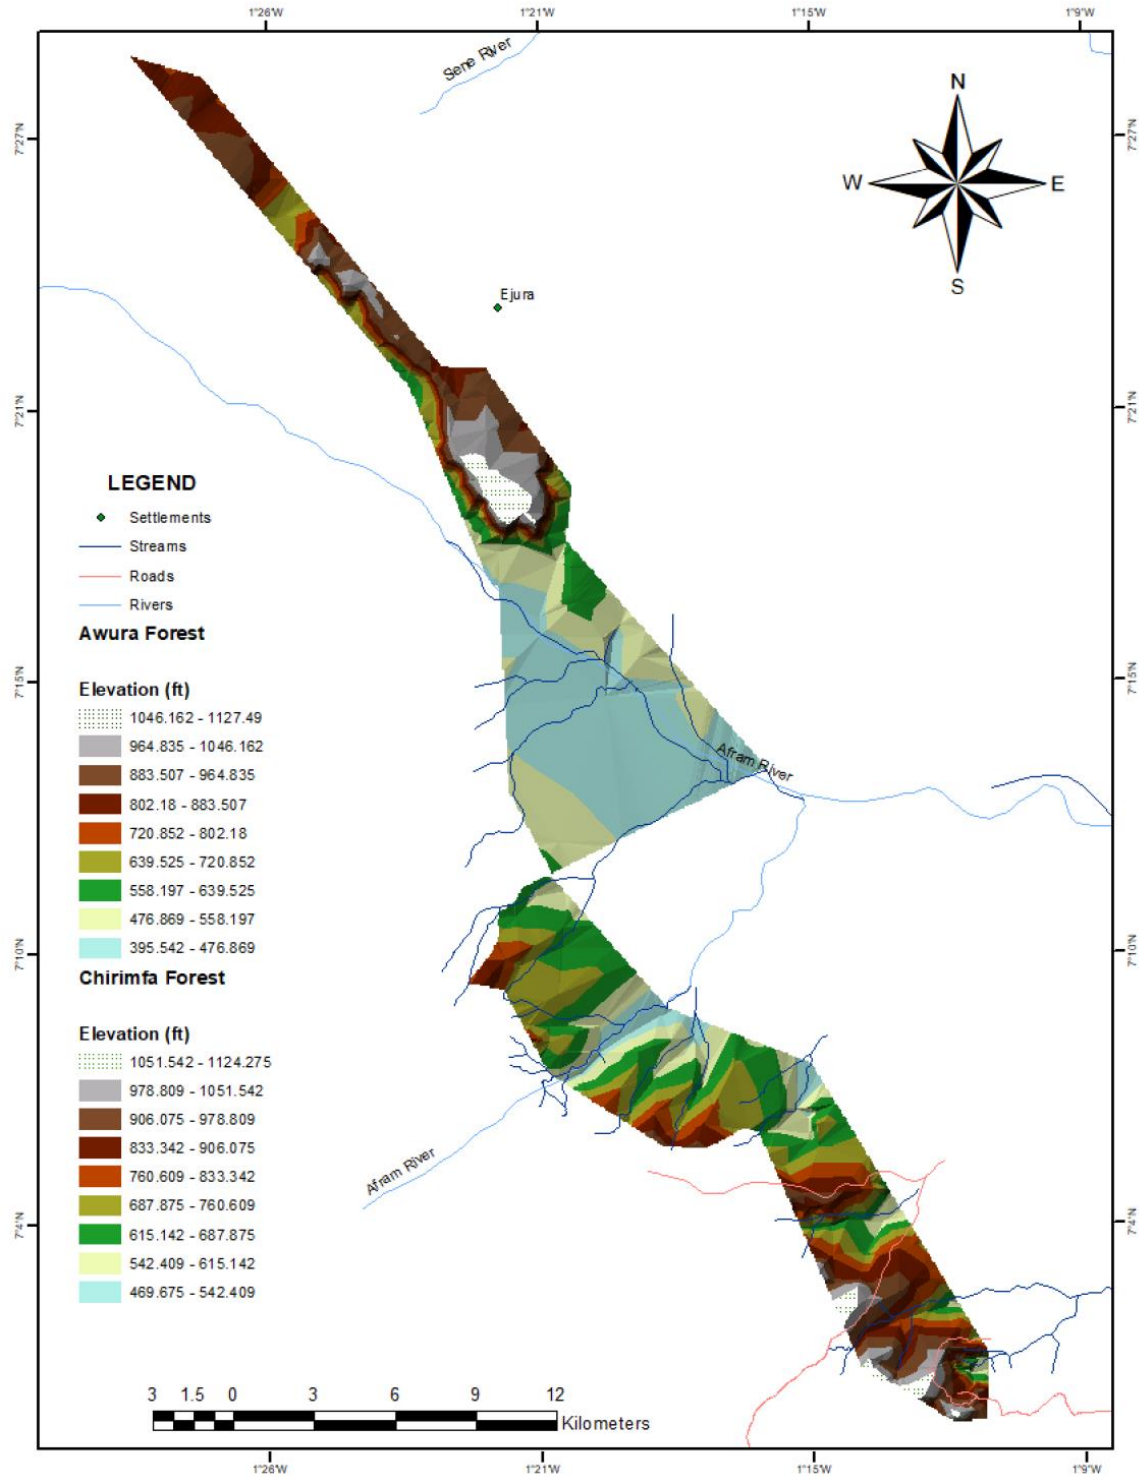 1°26'W 1°21'W 1°15'W 1°9'W
Sene River
N
W E
S
7°27'N 7°27'N
Ejura
7°21'N 7°21'N
LEGEND
Settlements
Streams
Roads
Rivers
Awura Forest
Elevation (ft)
1046.162 - 1127.49
964.835 - 1046.162
883.507 - 964.835
802.18 - 883.507
720.852 - 802.18
639.525 - 720.852
558.197 - 639.525
476.869 - 558.197
395.542 - 476.869
7°15'N 7°15'N
Afram River
7°10'N 7°10'N
Chirimfa Forest
Elevation (ft)
1051.542 - 1124.275
978.809 - 1051.542
906.075 - 978.809
833.342 - 906.075
760.609 - 833.342
687.875 - 760.609
615.142 - 687.875
542.409 - 615.142
469.675 - 542.409
Afram River
7°4'N 7°4'N
3 1.5 0 3 6 9 12
Kilometers
1°26'W 1°21'W 1°15'W 1°9'W